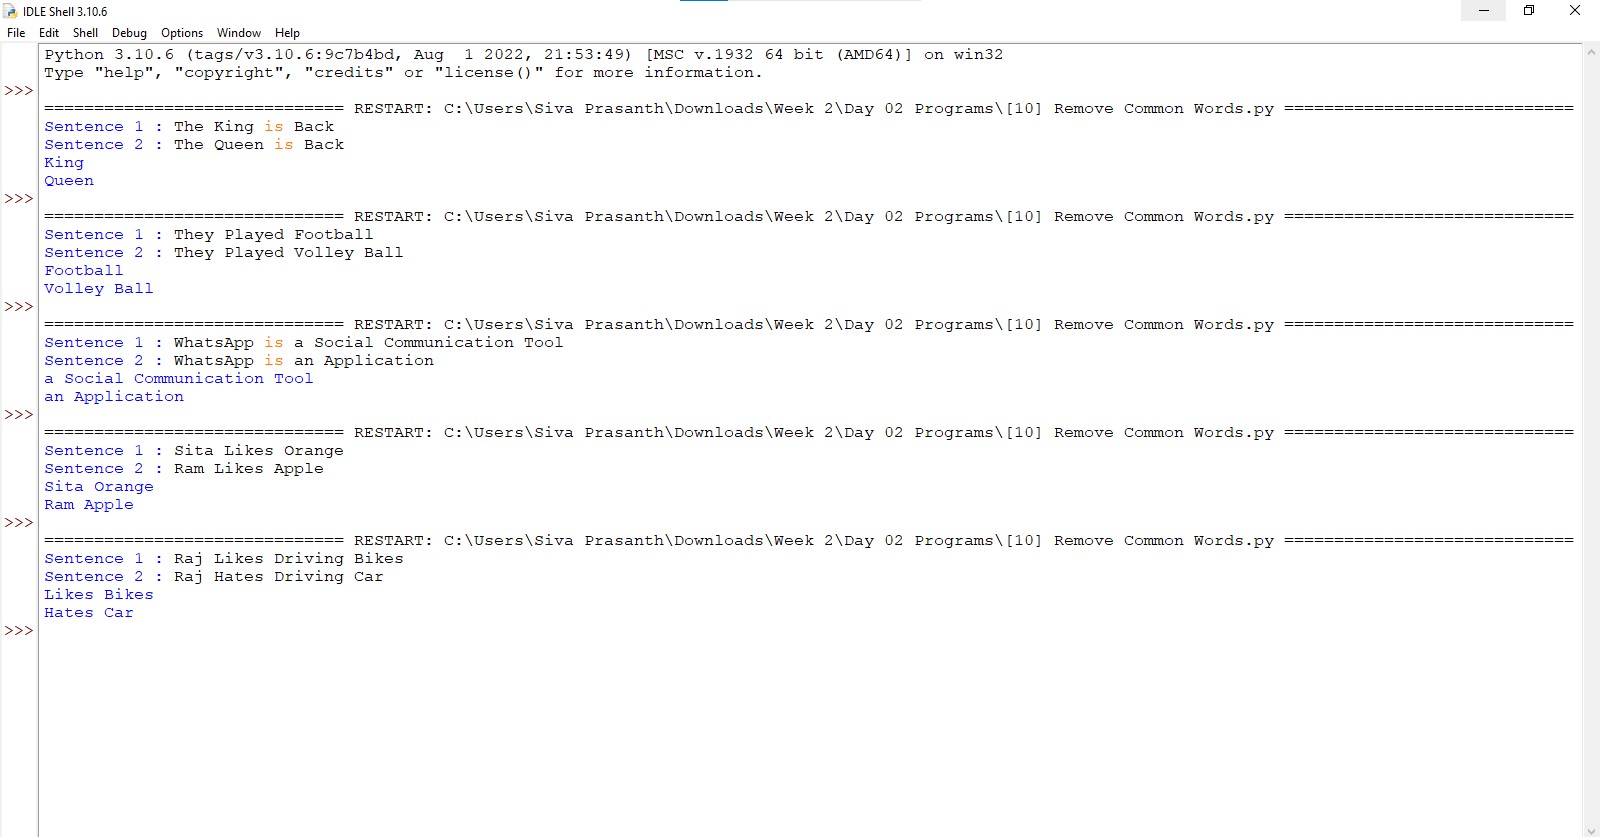 IDLE Shell 3.10.6
File Edit Shell Debug Options Window Help
Python 3.10.6 (tags/v3.10.6:9c7b4bd, Aug  1 2022, 21:53:49) [MSC v.1932 64 bit (AMD64)] on win32
Type "help", "copyright", "credits" or "license()" for more information.
>>>
============================== RESTART: C:\Users\Siva Prasanth\Downloads\Week 2\Day 02 Programs\[10] Remove Common Words.py =============================
Sentence 1 : The King is Back
Sentence 2 : The Queen is Back
King
Queen
>>>
============================== RESTART: C:\Users\Siva Prasanth\Downloads\Week 2\Day 02 Programs\[10] Remove Common Words.py =============================
Sentence 1 : They Played Football
Sentence 2 : They Played Volley Ball
Football
Volley Ball
>>>
============================== RESTART: C:\Users\Siva Prasanth\Downloads\Week 2\Day 02 Programs\[10] Remove Common Words.py =============================
Sentence 1 : WhatsApp is a Social Communication Tool
Sentence 2 : WhatsApp is an Application
a Social Communication Tool
an Application
>>>
============================== RESTART: C:\Users\Siva Prasanth\Downloads\Week 2\Day 02 Programs\[10] Remove Common Words.py =============================
Sentence 1 : Sita Likes Orange
Sentence 2 : Ram Likes Apple
Sita Orange
Ram Apple
>>>
============================== RESTART: C:\Users\Siva Prasanth\Downloads\Week 2\Day 02 Programs\[10] Remove Common Words.py =============================
Sentence 1 : Raj Likes Driving Bikes
Sentence 2 : Raj Hates Driving Car
Likes Bikes
Hates Car
>>>